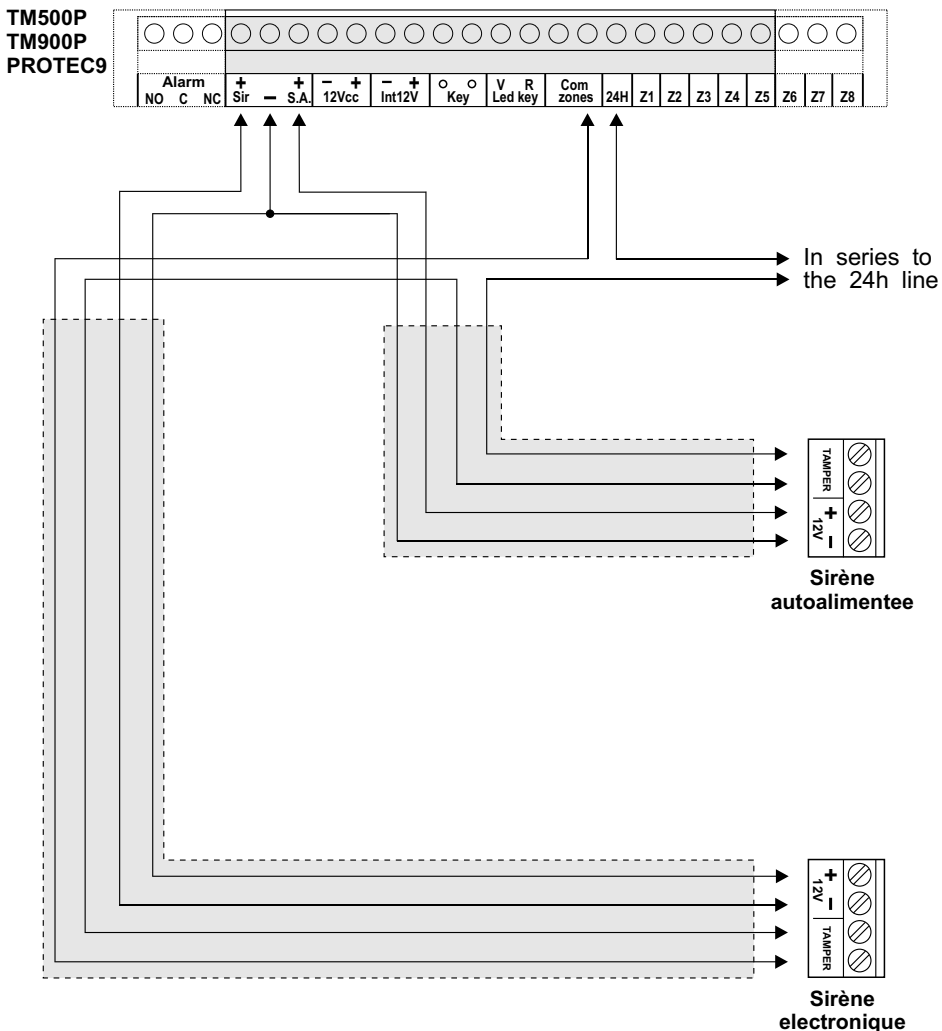 TM500P
TM900P
PROTEC9
Alarm
NO C NC
+ Sir
–
+ S.A.
– + 12Vcc
– + Int12V
o o Key
V R Led key
Com zones
24H
Z1
Z2
Z3
Z4
Z5
Z6
Z7
Z8
In series to
the 24h line
TAMPER
+ 12V –
Sirène
autoalimentee
+ 12V –
TAMPER
Sirène
electronique